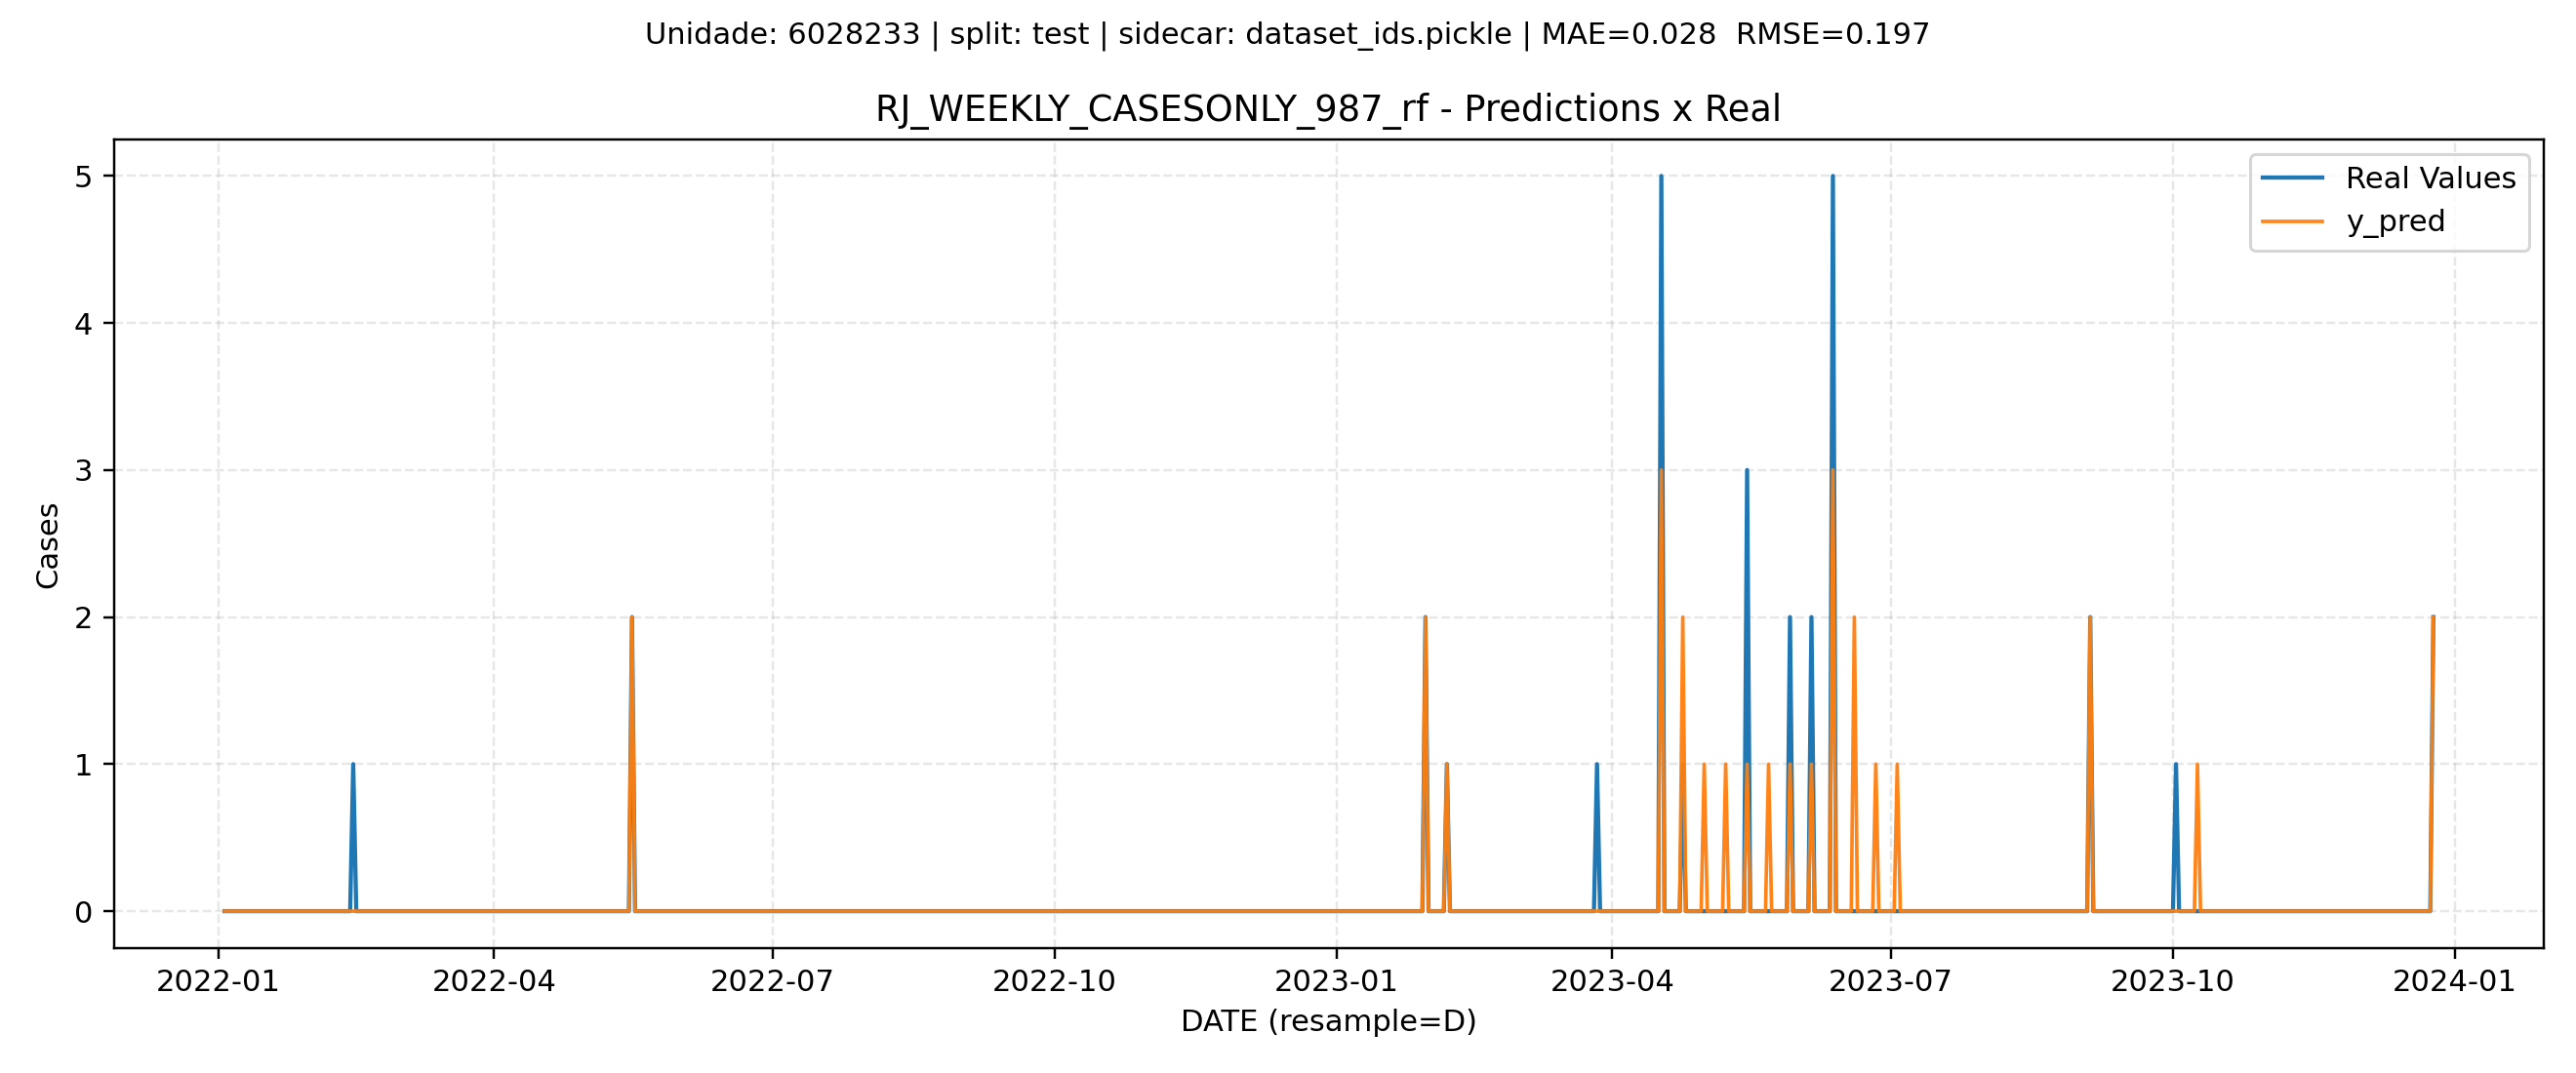 Unidade: 6028233 | split: test | sidecar: dataset_ids.pickle | MAE=0.028  RMSE=0.197
RJ_WEEKLY_CASESONLY_987_rf - Predictions x Real
Real Values
y_pred
5
4
3
2
1
0
Cases
2022-01
2022-04
2022-07
2022-10
2023-01
2023-04
2023-07
2023-10
2024-01
DATE (resample=D)